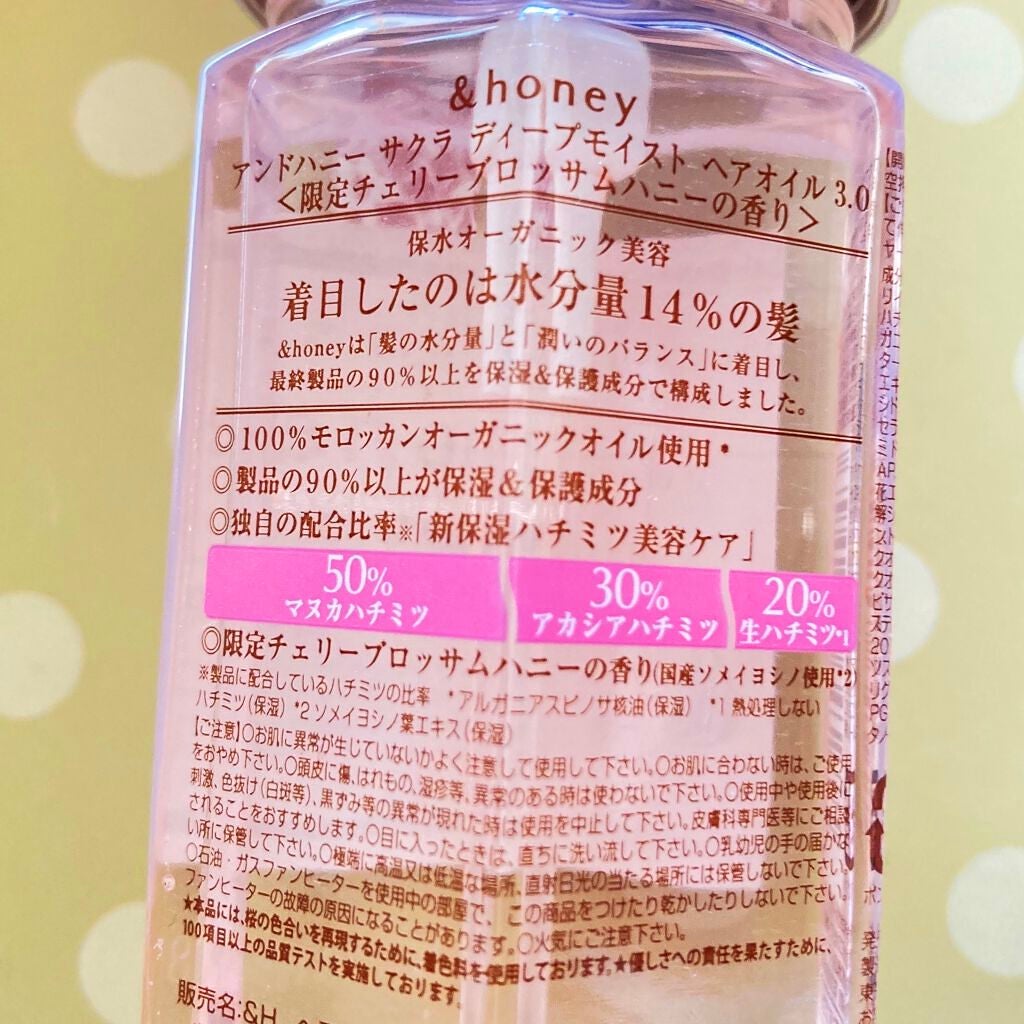 &honey
アンドハニー サクラ ディープモイスト ヘアオイル 3.0
＜限定チェリーブロッサムハニーの香り＞
保水オーガニック美容
着目したのは水分量14%の髪
&honeyは「髪の水分量」と「潤いのバランス」に着目し、
最終製品の90%以上を保湿&保護成分で構成しました。
◎100%モロッカンオーガニックオイル使用*
◎製品の90%以上が保湿&保護成分
◎独自の配合比率※「新保湿ハチミツ美容ケア」
50% マヌカハチミツ
30% アカシアハチミツ
20% 生ハチミツ*1
◎限定チェリーブロッサムハニーの香り(国産ソメイヨシノ使用*2)
※製品に配合しているハチミツの比率 *アルガニアスピノサ核油(保湿) *1 熱処理しない
ハチミツ(保湿) *2 ソメイヨシノ葉エキス(保湿)
【ご注意】○お肌に異常が生じていないかよく注意して使用して下さい。○お肌に合わない時は、ご使用
をおやめ下さい。○頭皮に傷、はれもの、湿疹等、異常のある時は使わないで下さい。○使用中や使用後に
刺激、色抜け(白斑等)、黒ずみ等の異常が現れた時は使用を中止して下さい。皮膚科専門医等にご相談
されることをおすすめします。○目に入ったときは、直ちに洗い流して下さい。○乳幼児の手の届かな
い所に保管して下さい。○極端に高温又は低温な場所、直射日光の当たる場所には保管しないで下さい。
○石油・ガスファンヒーターを使用中の部屋で、この商品をつけたり乾かしたりしないで下さい。
ファンヒーターの故障の原因になることがあります。○火気にご注意下さい。
★本品には、桜の色合いを再現するために、着色料を使用しております。★優しさへの責任を果たすために、
100項目以上の品質テストを実施しております。
販売名:&H